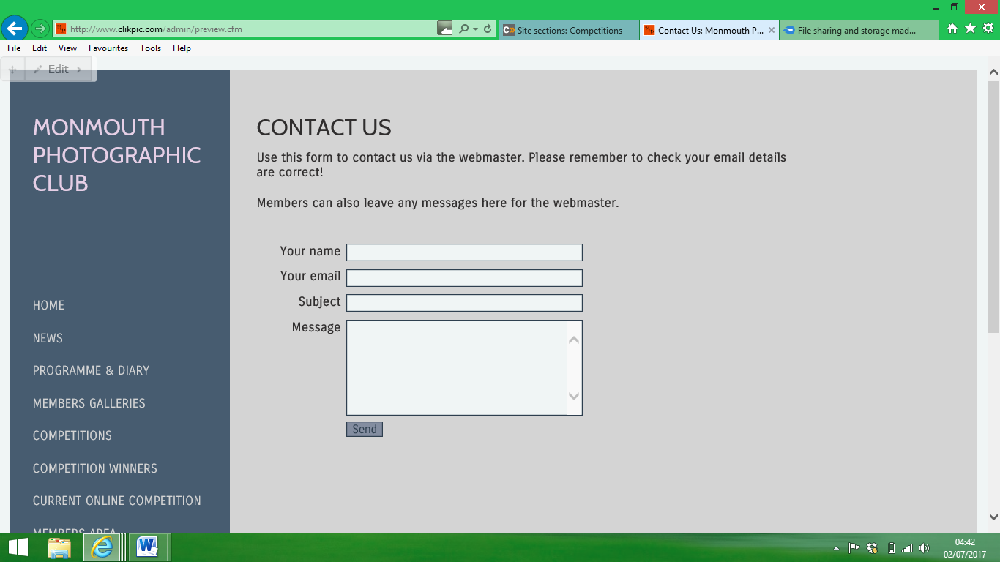 http://www.clikpic.com/admin/preview.cfm
Site sections: Competitions
Contact Us: Monmouth P...
File sharing and storage mad...
File Edit View Favourites Tools Help
Edit
MONMOUTH
PHOTOGRAPHIC
CLUB
HOME
NEWS
PROGRAMME & DIARY
MEMBERS GALLERIES
COMPETITIONS
COMPETITION WINNERS
CURRENT ONLINE COMPETITION
MEMBERS AREA
CONTACT US
Use this form to contact us via the webmaster. Please remember to check your email details
are correct!
Members can also leave any messages here for the webmaster.
Your name
Your email
Subject
Message
Send
04:42
02/07/2017